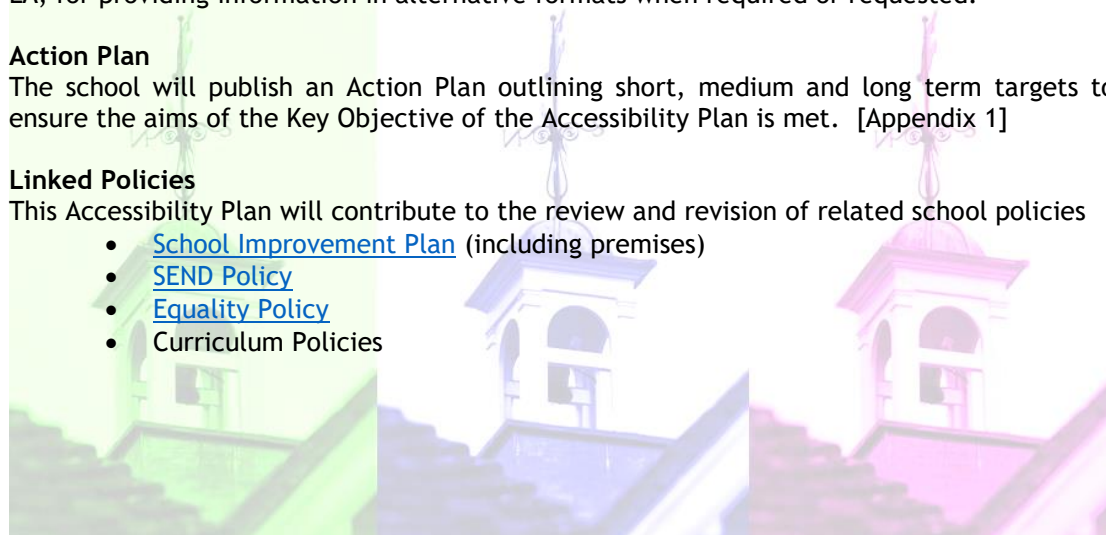 LA, for providing information in alternative formats when required or requested.
Action Plan
The school will publish an Action Plan outlining short, medium and long term targets to
ensure the aims of the Key Objective of the Accessibility Plan is met. [Appendix 1]
Linked Policies
This Accessibility Plan will contribute to the review and revision of related school policies
• School Improvement Plan (including premises)
• SEND Policy
• Equality Policy
• Curriculum Policies